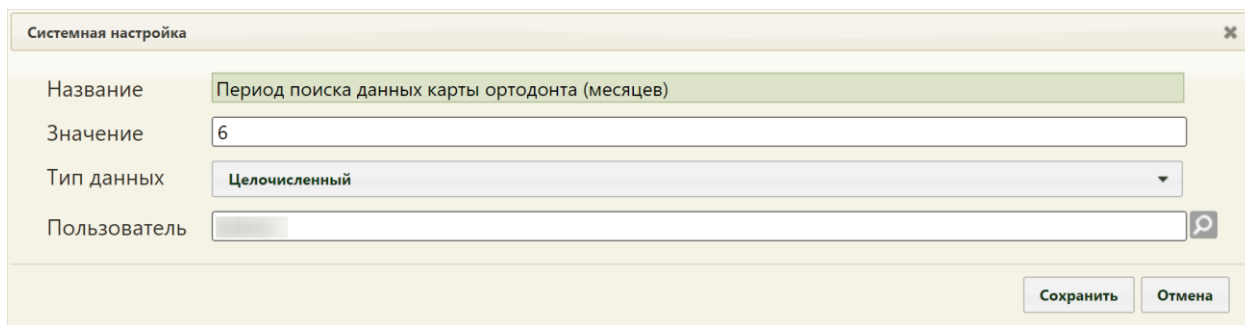 Системная настройка
Название Период поиска данных карты ортодонта (месяцев)
Значение 6
Тип данных Целочисленный
Пользователь
Сохранить Отмена